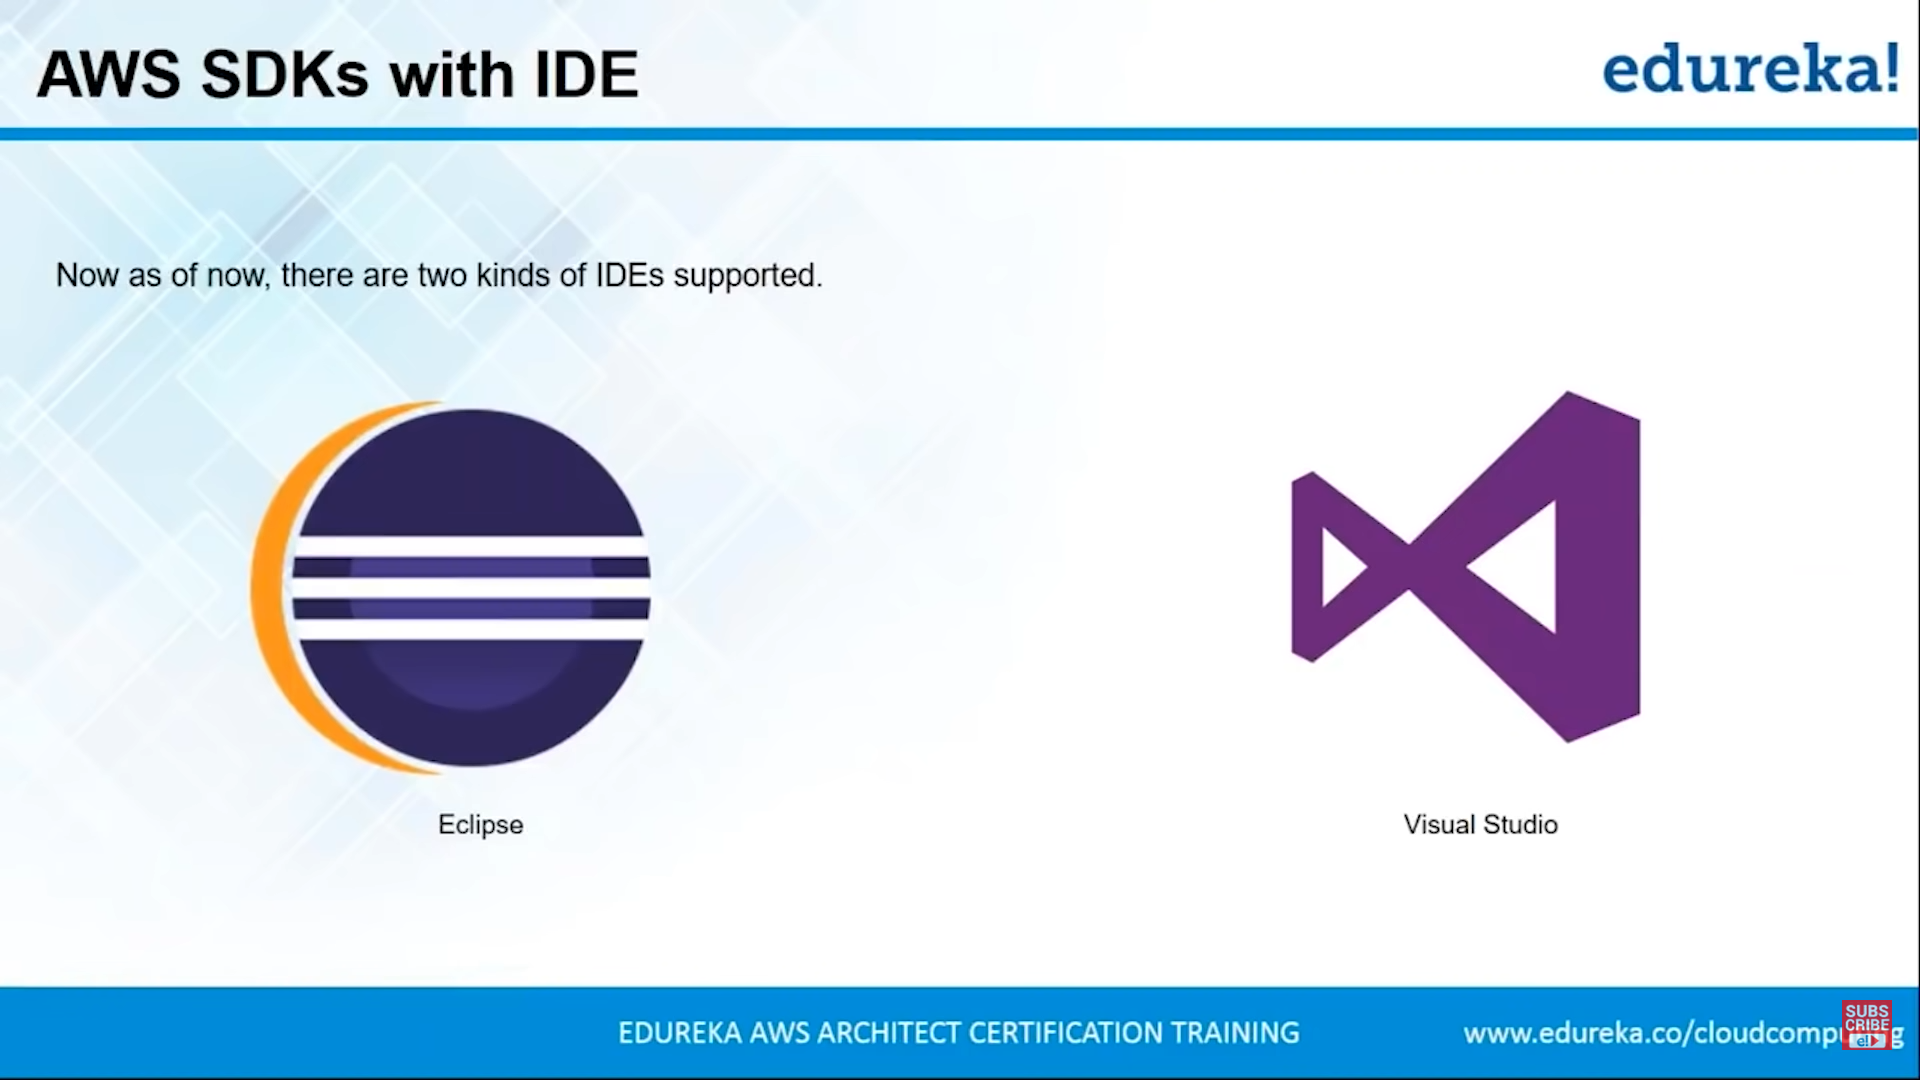 AWS SDKs with IDE
edureka!
Now as of now, there are two kinds of IDEs supported.
Eclipse
Visual Studio
EDUREKA AWS ARCHITECT CERTIFICATION TRAINING
www.edureka.co/cloudcomp
SUBS
CRIBE
e!